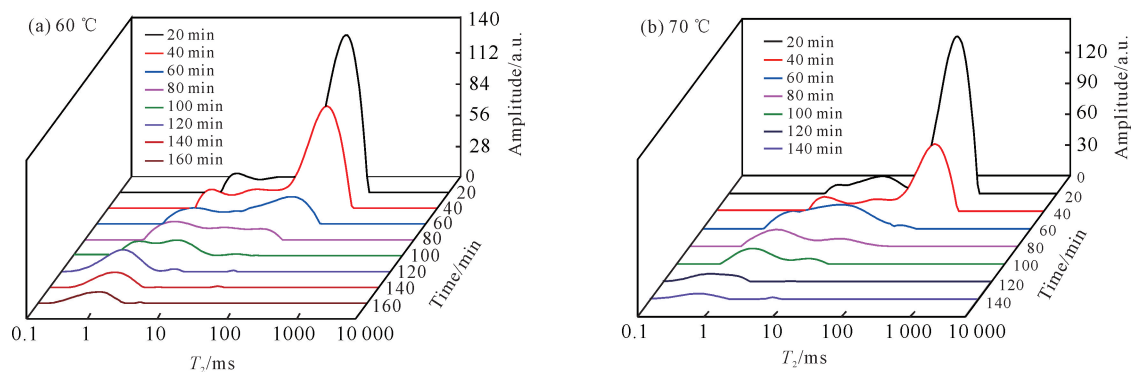 (a) 60 ℃
20 min
40 min
60 min
80 min
100 min
120 min
140 min
160 min
140
112
84
56
28
0
Amplitude/a.u.
20
40
60
80
100
120
140
160
Time/min
0.1
1
10
100
1000
10 000
T₂/ms
(b) 70 ℃
20 min
40 min
60 min
80 min
100 min
120 min
140 min
120
90
60
30
0
Amplitude/a.u.
20
40
60
80
100
120
140
Time/min
0.1
1
10
100
1 000
10 000
T₂/ms